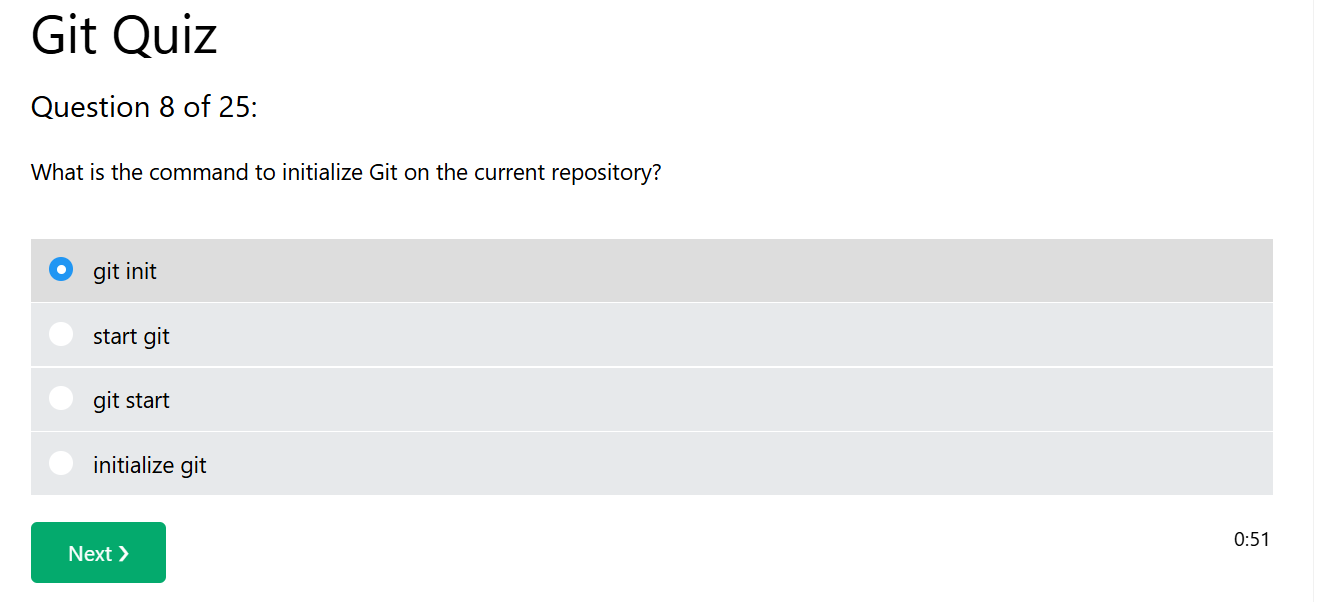 Git Quiz
Question 8 of 25:
What is the command to initialize Git on the current repository?
git init
start git
git start
initialize git
Next ❯
0:51